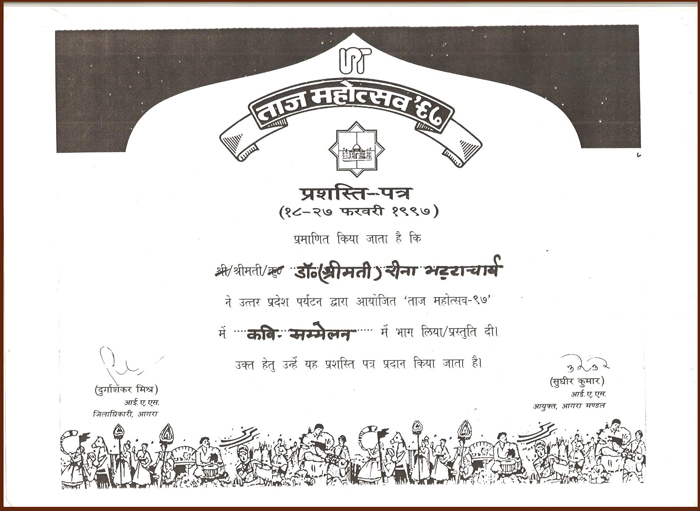 ताज महोत्सव '९७
प्रशस्ति-पत्र
(१८-२७ फरवरी १९९७)
प्रमाणित किया जाता है कि
श्री/श्रीमती/कु० डॉ०(श्रीमती) रीना भट्टाचार्य
ने उत्तर प्रदेश पर्यटन द्वारा आयोजित 'ताज महोत्सव-९७'
में कवि-सम्मेलन में भाग लिया/प्रस्तुति दी।
उक्त हेतु उन्हें यह प्रशस्ति पत्र प्रदान किया जाता है।
(दुर्गाशंकर मिश्र)
आई ए एस.
जिलाधिकारी, आगरा
(सुधीर कुमार)
आई.ए.एस.
आयुक्त, आगरा मण्डल